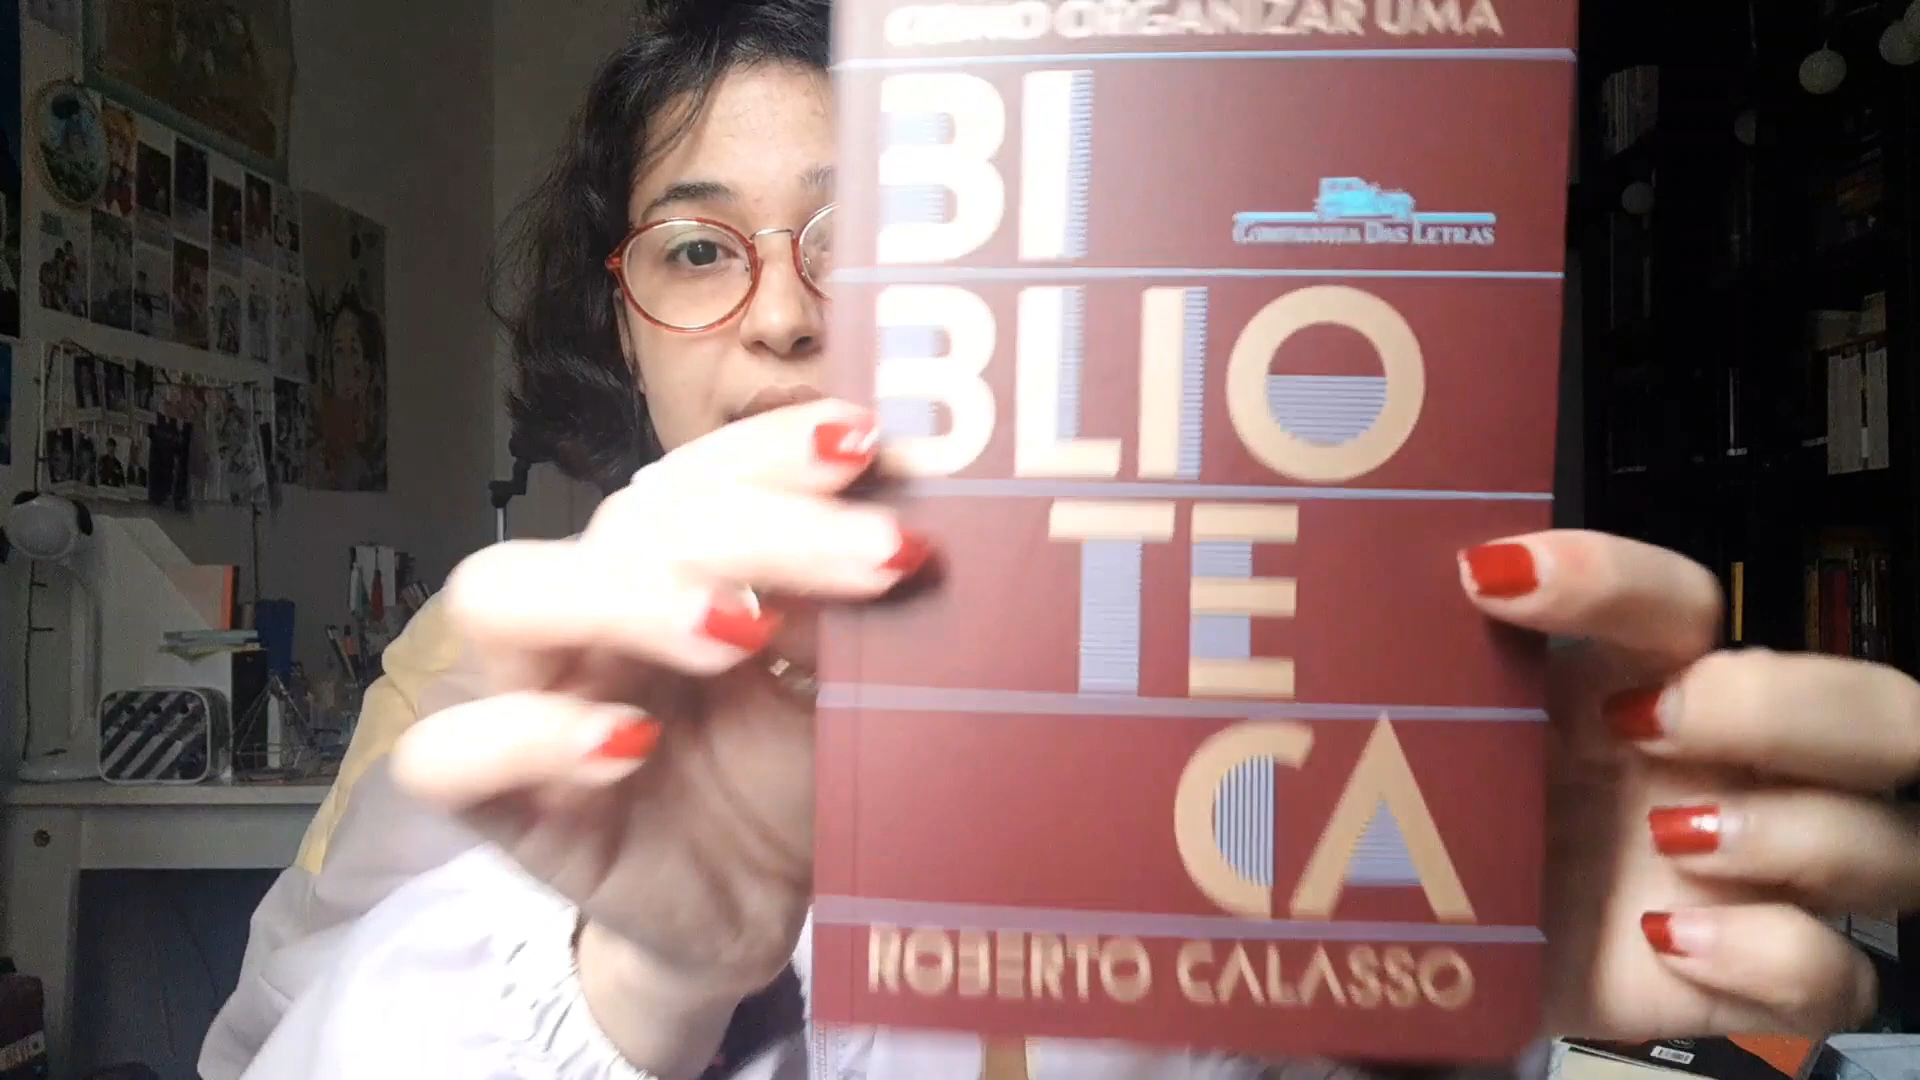 COMO ORGANIZAR UMA
BI
COMPANHIA DAS LETRAS
BLIO
TE
CA
ROBERTO CALASSO